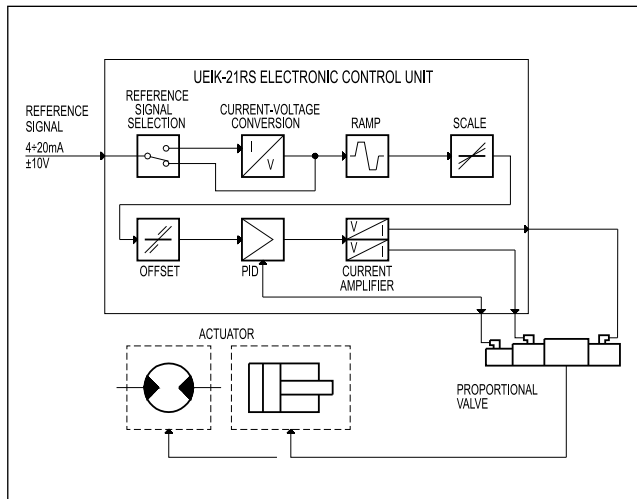 UEIK-21RS ELECTRONIC CONTROL UNIT
REFERENCE
SIGNAL
4÷20mA
±10V
REFERENCE
SIGNAL
SELECTION
CURRENT-VOLTAGE
CONVERSION
I
V
RAMP
SCALE
OFFSET
PID
V
I
V
I
CURRENT
AMPLIFIER
ACTUATOR
PROPORTIONAL
VALVE